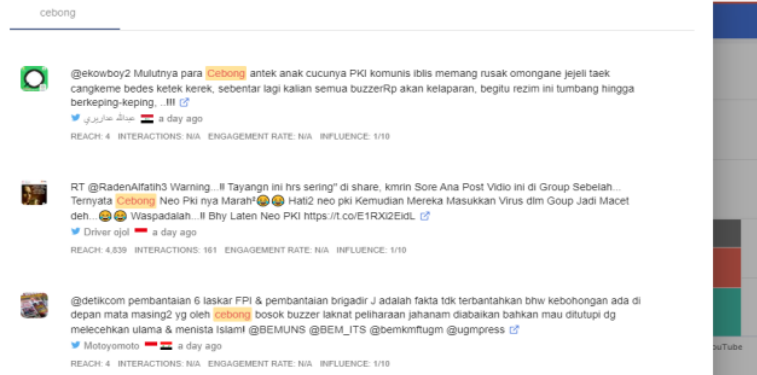 cebong
@ekowboy2 Mulutnya para Cebong antek anak cucunya PKI komunis iblis memang rusak omongane jejeli taek
cangkeme bedes ketek kerek, sebentar lagi kalian semua buzzerRp akan kelaparan, begitu rezim ini tumbang hingga
berkeping-keping, ..!!!
عبدالله عداريري a day ago
REACH: 4 INTERACTIONS: N/A ENGAGEMENT RATE: N/A INFLUENCE: 1/10
RT @RadenAlfatih3 Warning...!! Tayangn ini hrs sering" di share, kmrin Sore Ana Post Vidio ini di Group Sebelah...
Ternyata Cebong Neo Pki nya Marah²😂😂 Hati2 neo pki Kemudian Mereka Masukkan Virus dlm Goup Jadi Macet
deh...😂😂 Waspadalah...!! Bhy Laten Neo PKI https://t.co/E1RXi2EidL
Driver ojol a day ago
REACH: 4,839 INTERACTIONS: 161 ENGAGEMENT RATE: N/A INFLUENCE: 1/10
@detikcom pembantaian 6 laskar FPI & pembantaian brigadir J adalah fakta tdk terbantahkan bhw kebohongan ada di
depan mata masing2 yg oleh cebong bosok buzzer laknat peliharaan jahanam diabaikan bahkan mau ditutupi dg
melecehkan ulama & menista Islam! @BEMUNS @BEM_ITS @bemkmftugm @ugmpress
Motoyomoto a day ago
REACH: 4 INTERACTIONS: N/A ENGAGEMENT RATE: N/A INFLUENCE: 1/10
ouTube